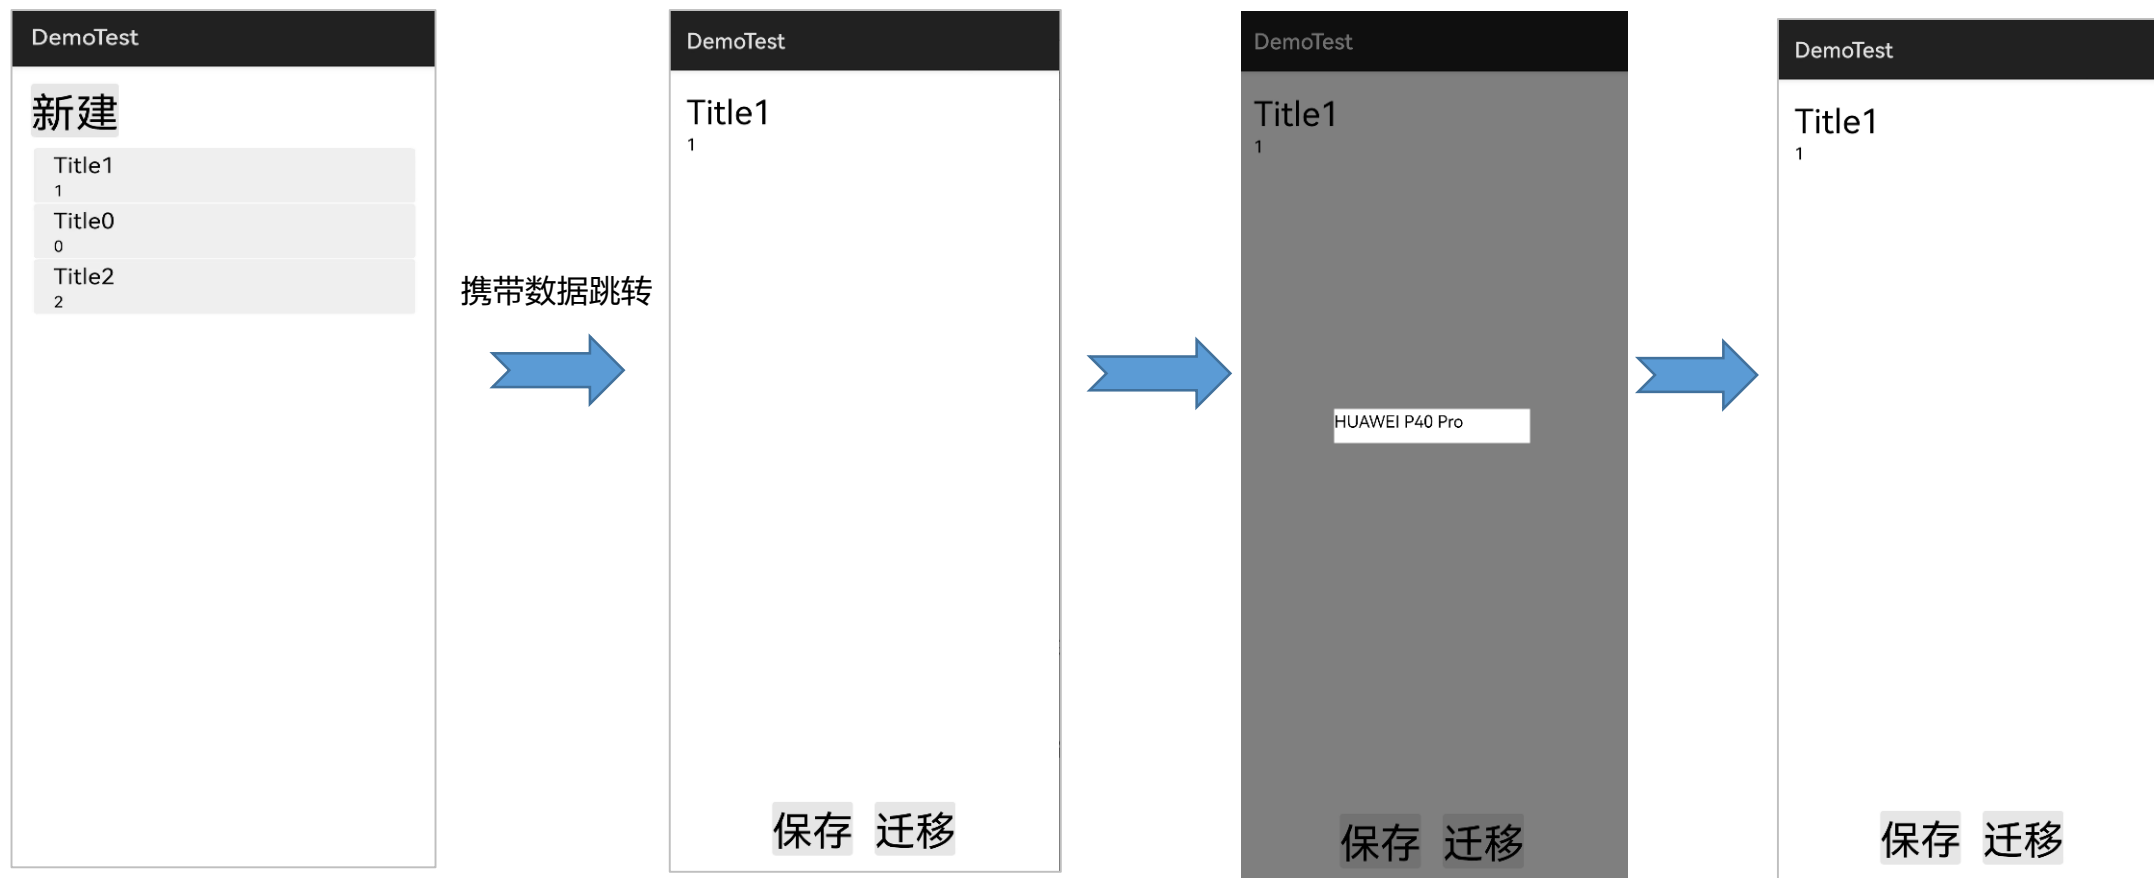 DemoTest
新建
Title1
1
Title0
0
Title2
2
携带数据跳转
DemoTest
Title1
1
保存 迁移
DemoTest
Title1
1
HUAWEI P40 Pro
保存 迁移
DemoTest
Title1
1
保存 迁移